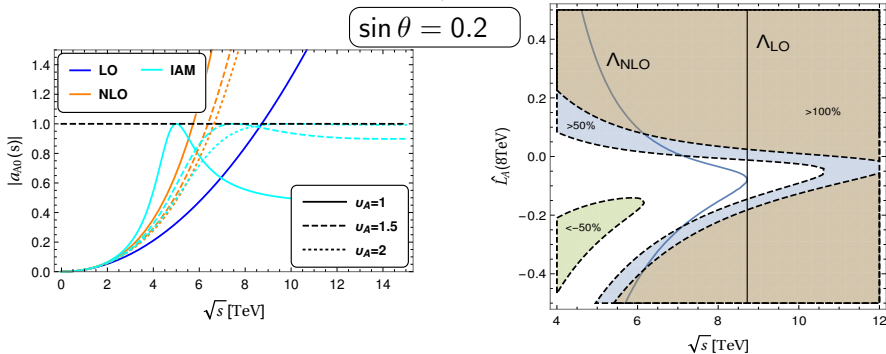 sin θ = 0.2
LO
IAM
NLO
υ_A=1
υ_A=1.5
υ_A=2
|a_{A0}(s)|
1.4
1.2
1.0
0.8
0.6
0.4
0.2
0.0
0 2 4 6 8 10 12 14
√s [TeV]
Λ_NLO
Λ_LO
>50%
>100%
<-50%
L̂_A(8TeV)
0.4
0.2
0.0
-0.2
-0.4
4 6 8 10 12
√s [TeV]